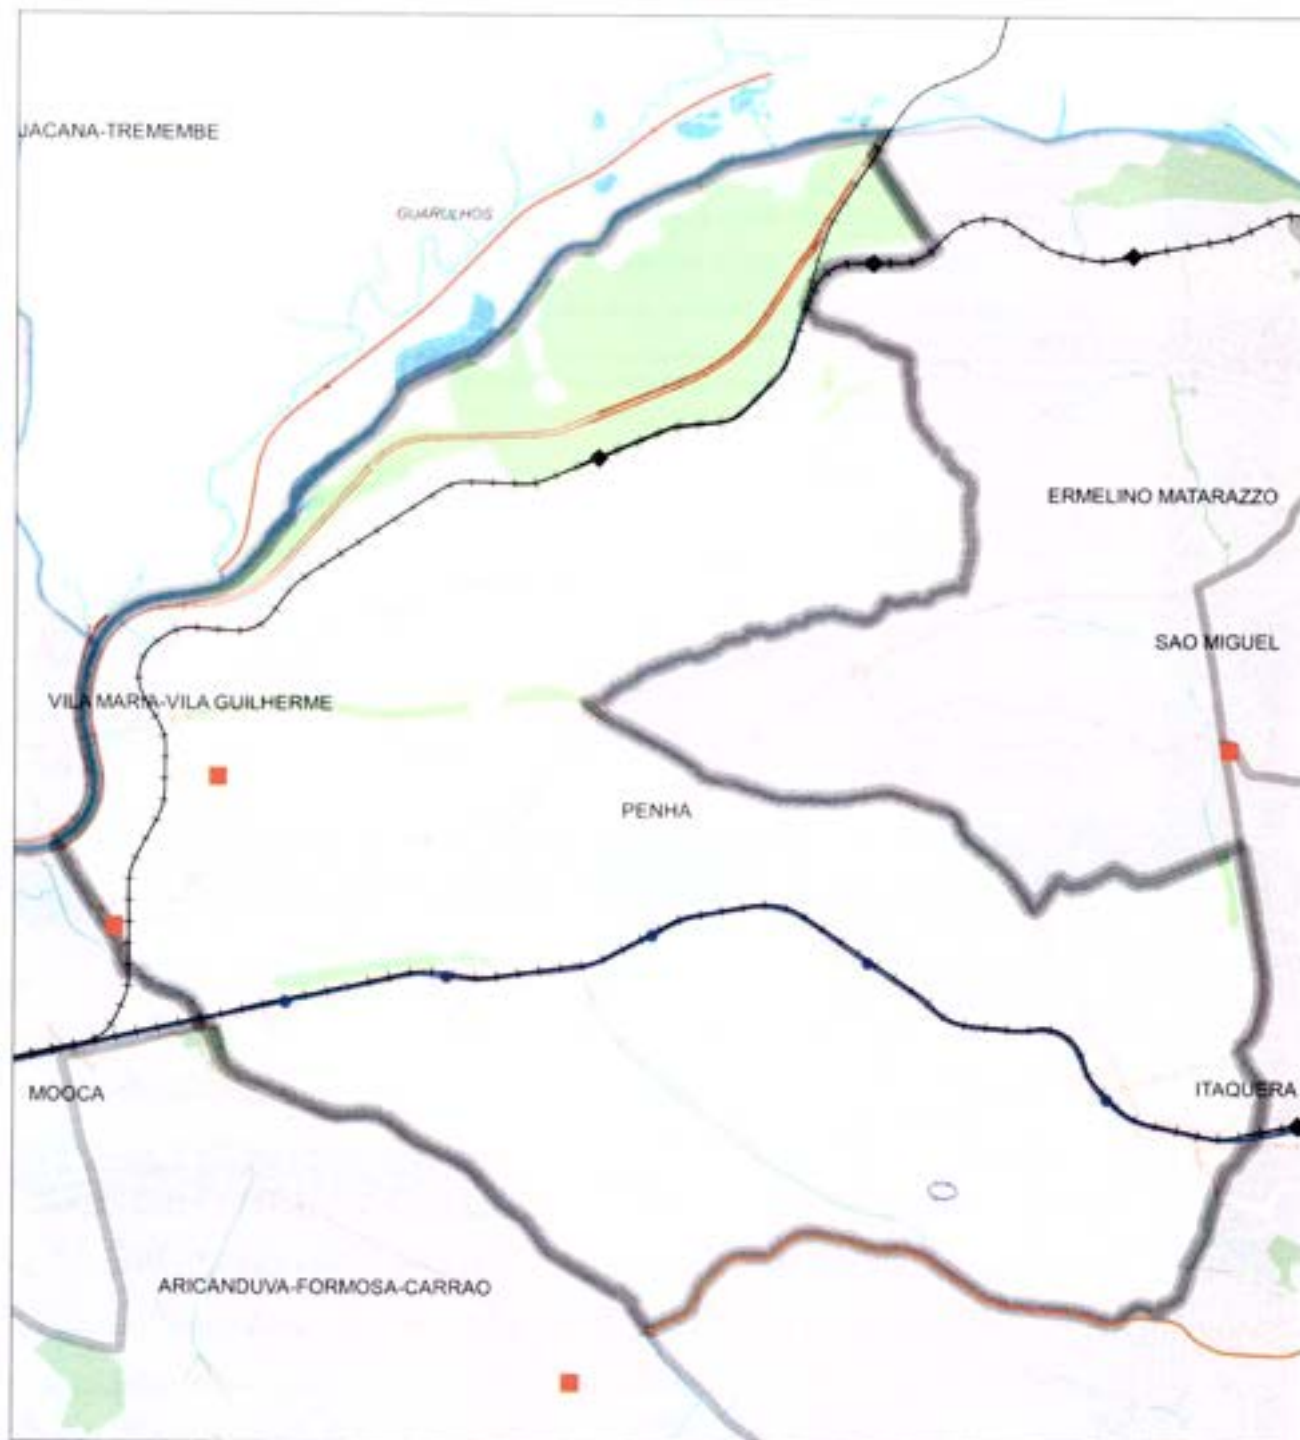 JACANA-TREMEMBE
GUARULHOS
ERMELINO MATARAZZO
SAO MIGUEL
VILA MARIA-VILA GUILHERME
PENHA
ITAQUERA
MOOCA
ARICANDUVA-FORMOSA-CARRAO